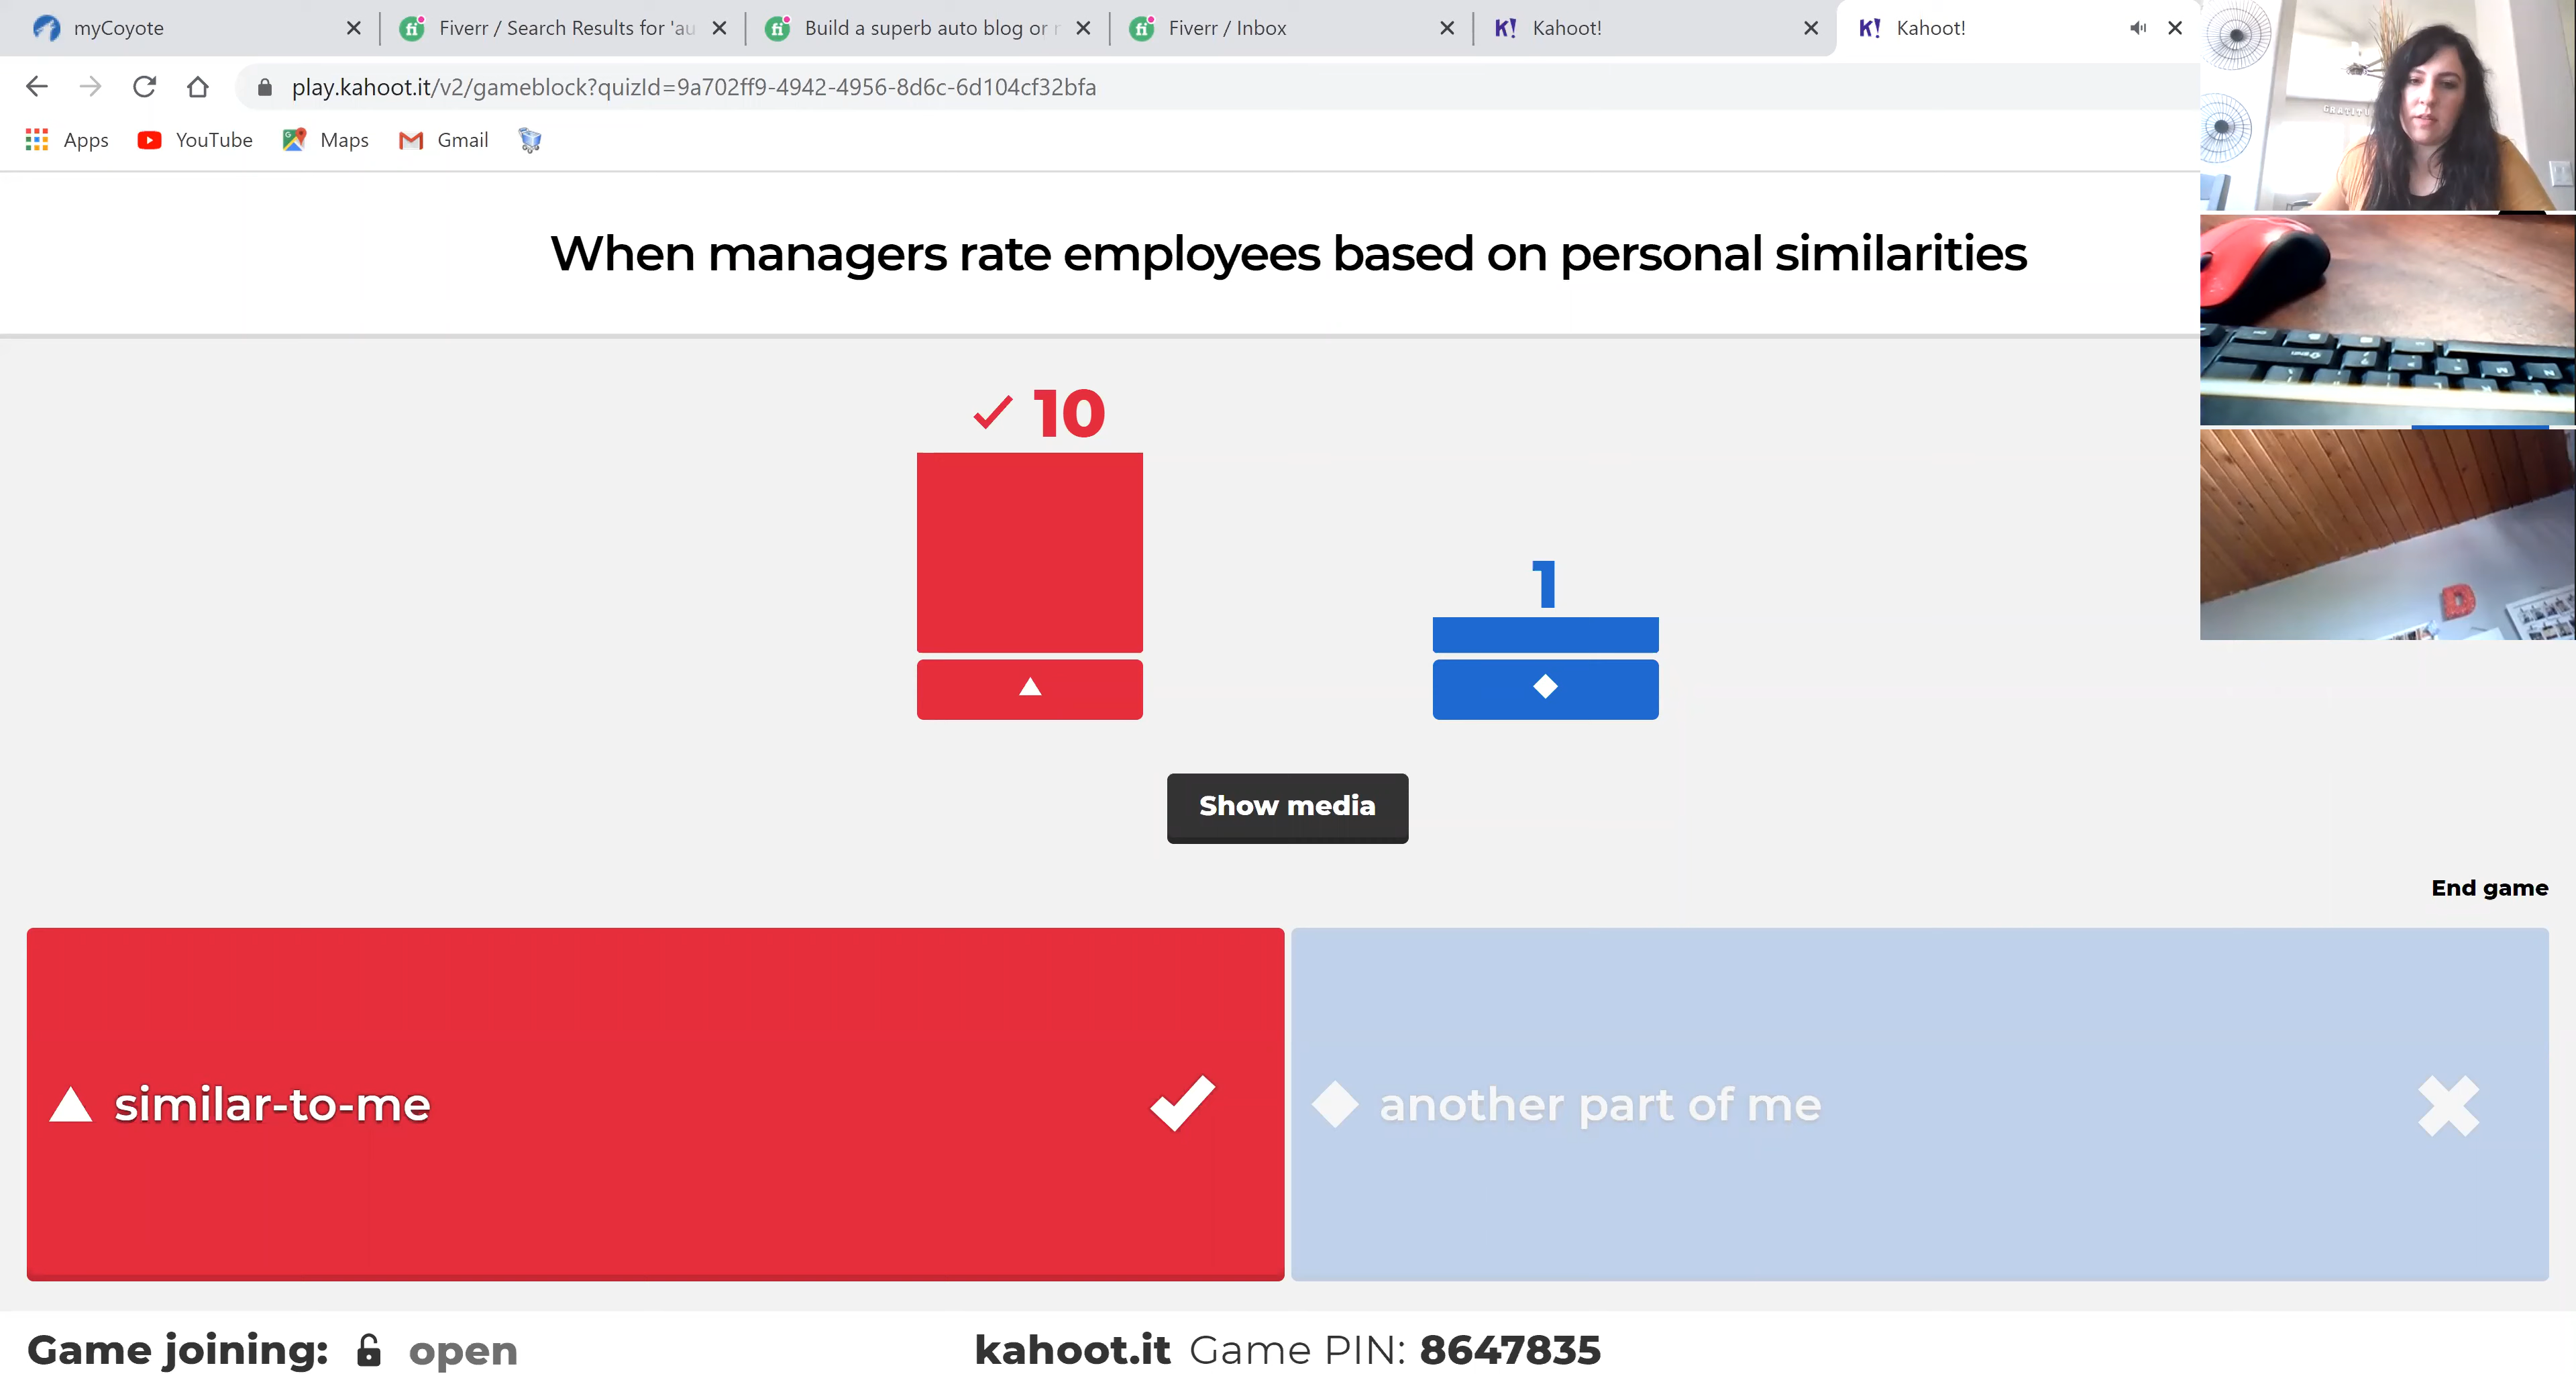 myCoyote
Fiverr / Search Results for 'au
Build a superb auto blog or
Fiverr / Inbox
Kahoot!
Kahoot!
play.kahoot.it/v2/gameblock?quizId=9a702ff9-4942-4956-8d6c-6d104cf32bfa
Apps
YouTube
Maps
Gmail
When managers rate employees based on personal similarities
10
1
Show media
End game
similar-to-me
another part of me
Game joining: open
kahoot.it Game PIN: 8647835
D